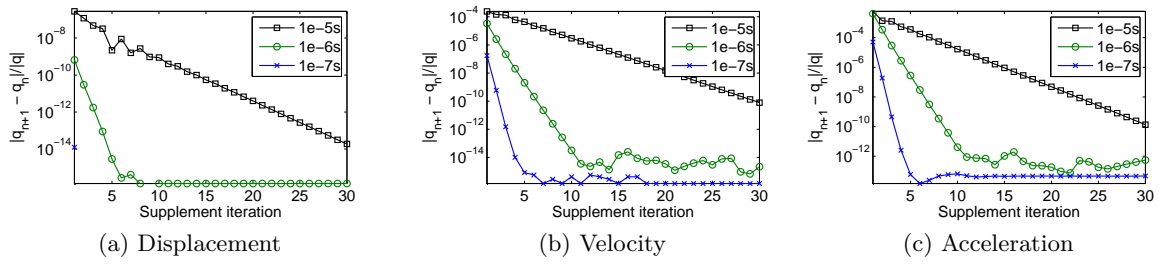 |q_{n+1} − q_n|/|q|
10^{-8}
10^{-10}
10^{-12}
10^{-14}
5 10 15 20 25 30
Supplement iteration
1e−5s
1e−6s
1e−7s
(a) Displacement
|q_{n+1} − q_n|/|q|
10^{-4}
10^{-6}
10^{-8}
10^{-10}
10^{-12}
10^{-14}
5 10 15 20 25 30
Supplement iteration
1e−5s
1e−6s
1e−7s
(b) Velocity
|q_{n+1} − q_n|/|q|
10^{-4}
10^{-6}
10^{-8}
10^{-10}
10^{-12}
5 10 15 20 25 30
Supplement iteration
1e−5s
1e−6s
1e−7s
(c) Acceleration